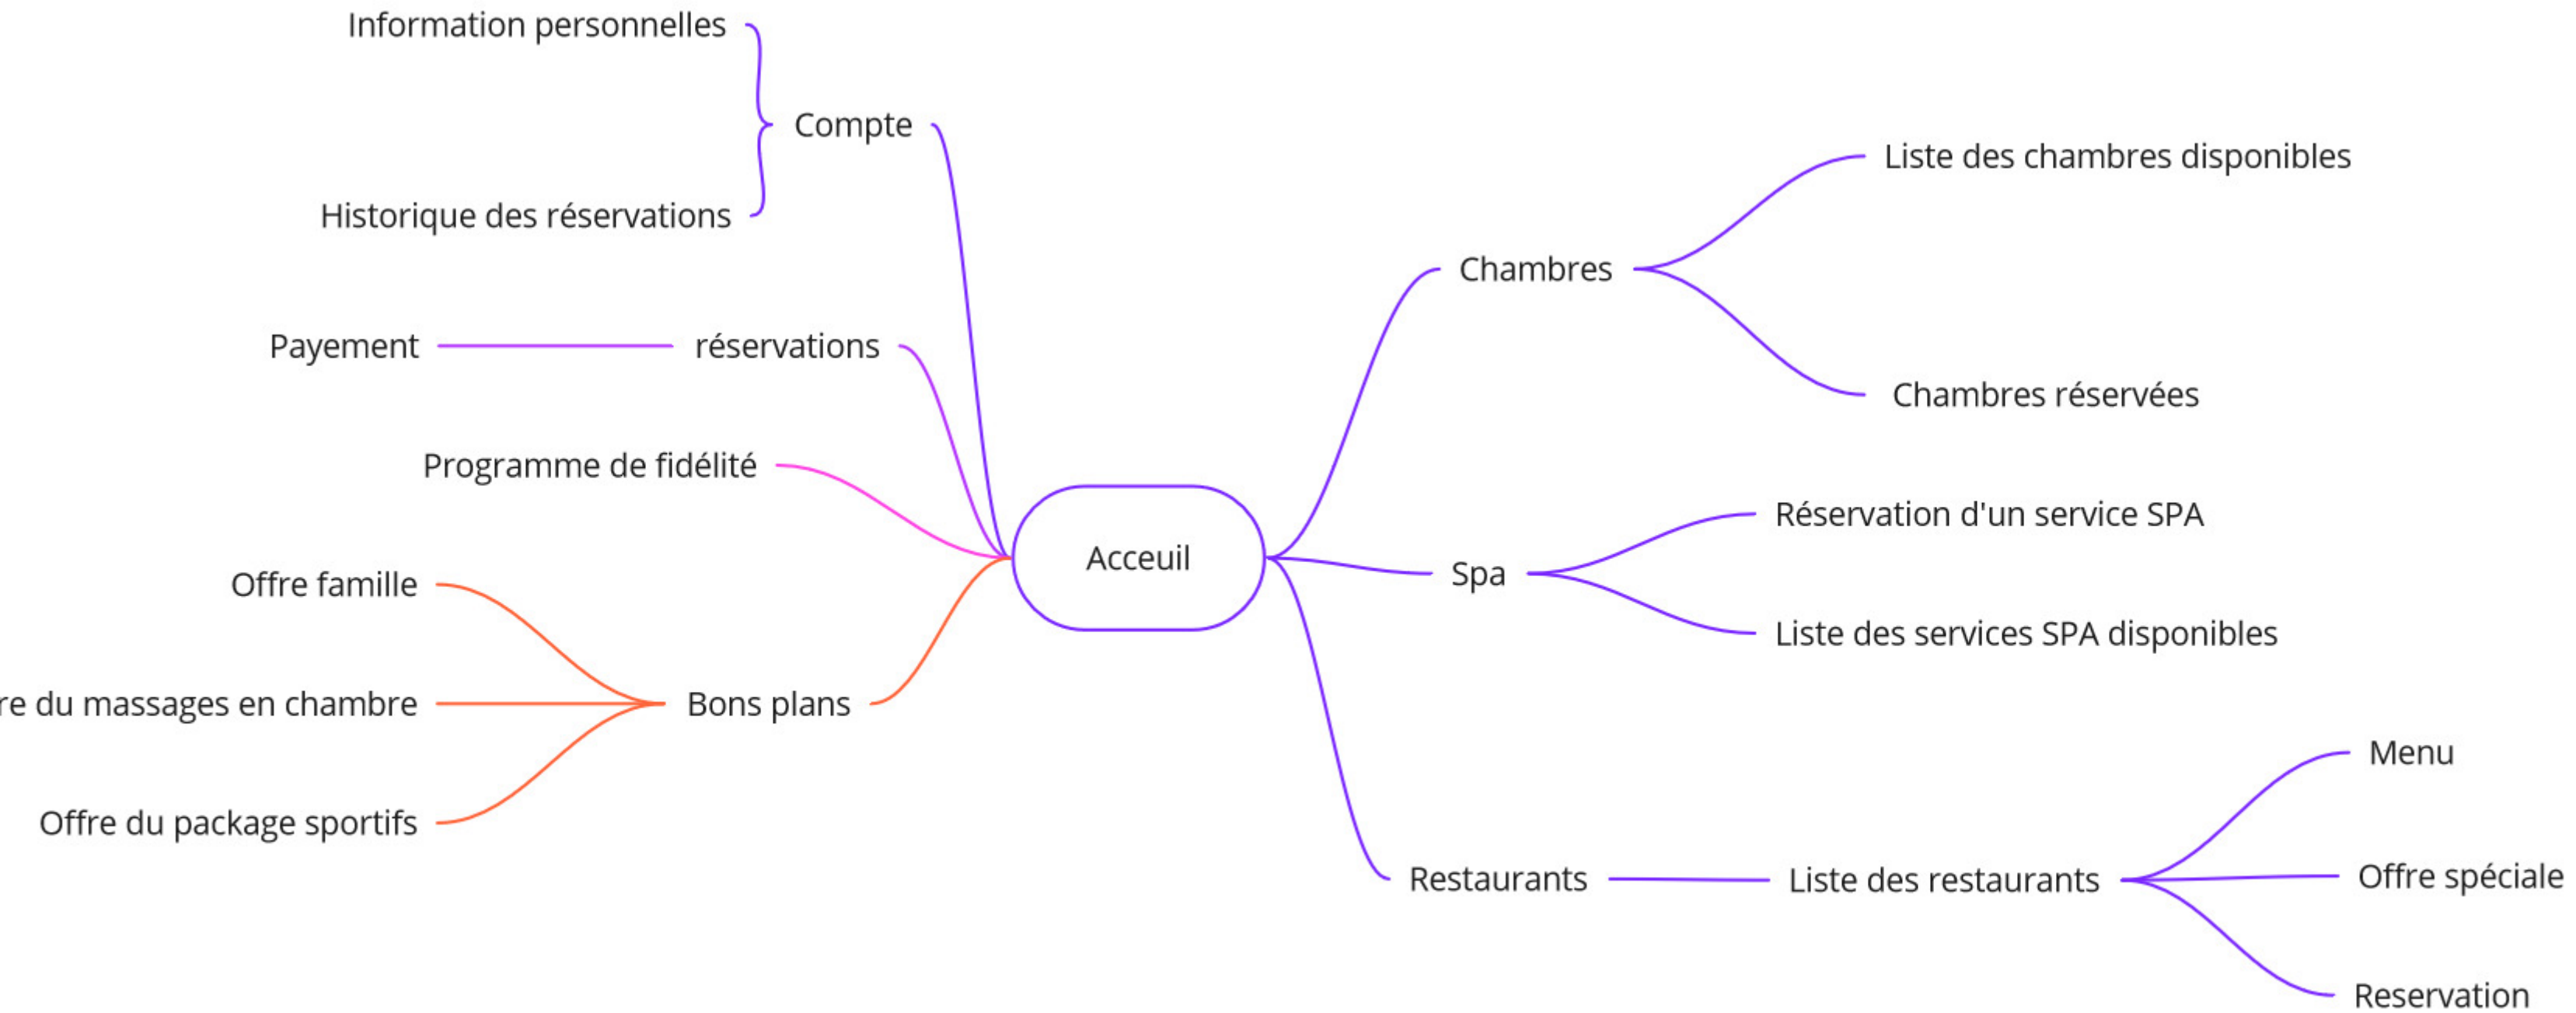 Information personnelles
Compte
Historique des réservations
Payement
réservations
Programme de fidélité
Offre famille
du massages en chambre
Bons plans
Offre du package sportifs
Acceuil
Liste des chambres disponibles
Chambres
Chambres réservées
Réservation d'un service SPA
Spa
Liste des services SPA disponibles
Menu
Restaurants
Liste des restaurants
Offre spéciale
Reservation